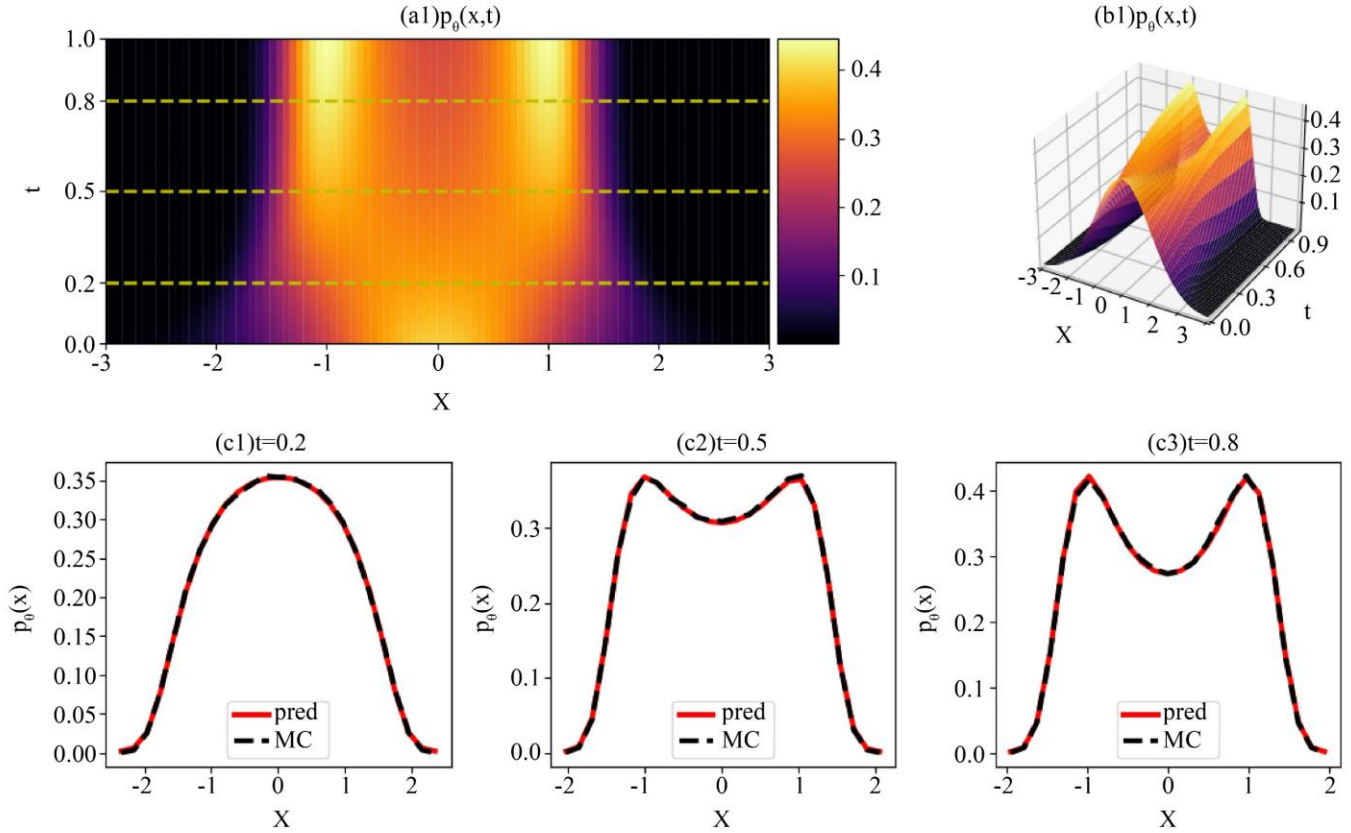 (a1)pθ(x,t)
1.0
0.8
0.5
0.2
0.0
t
-3 -2 -1 0 1 2 3
X
0.4
0.3
0.2
0.1
(b1)pθ(x,t)
0.4
0.3
0.2
0.1
-3 -2 -1 0 1 2 3
X
0.0 0.3 0.6 0.9
t
(c1)t=0.2
0.35
0.30
0.25
0.20
0.15
0.10
0.05
0.00
pθ(x)
pred
MC
-2 -1 0 1 2
X
(c2)t=0.5
0.3
0.2
0.1
0.0
pθ(x)
pred
MC
-2 -1 0 1 2
X
(c3)t=0.8
0.4
0.3
0.2
0.1
0.0
pθ(x)
pred
MC
-2 -1 0 1 2
X